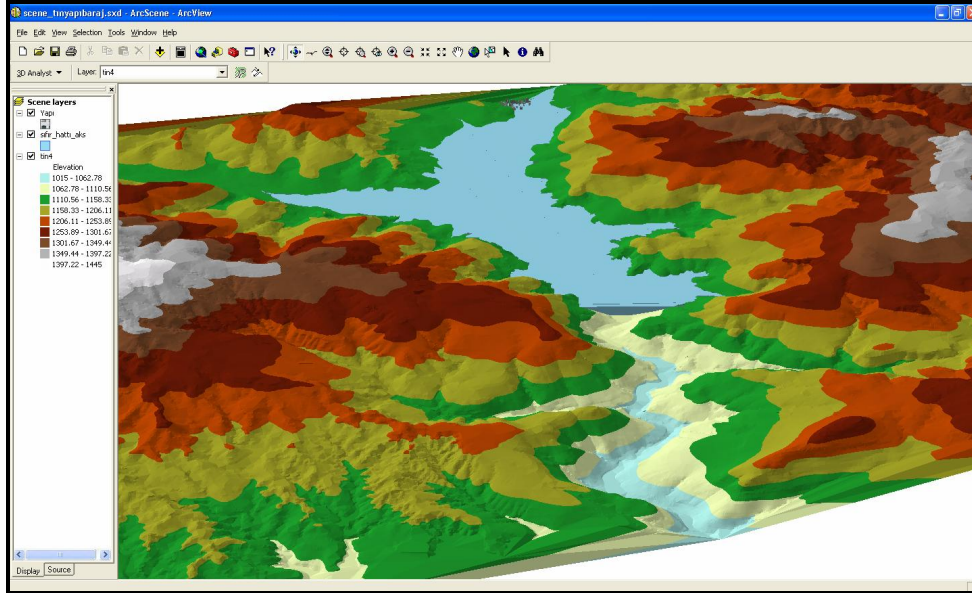 scene_tınyapıbaraj.sxd - ArcScene - ArcView
File Edit View Selection Tools Window Help
3D Analyst Layer: tin4
Scene layers
Yapı
sıfır_hattı_aks
tin4
Elevation
1015 - 1062.78
1062.78 - 1110.56
1110.56 - 1158.33
1158.33 - 1206.11
1206.11 - 1253.89
1253.89 - 1301.67
1301.67 - 1349.44
1349.44 - 1397.22
1397.22 - 1445
Display Source